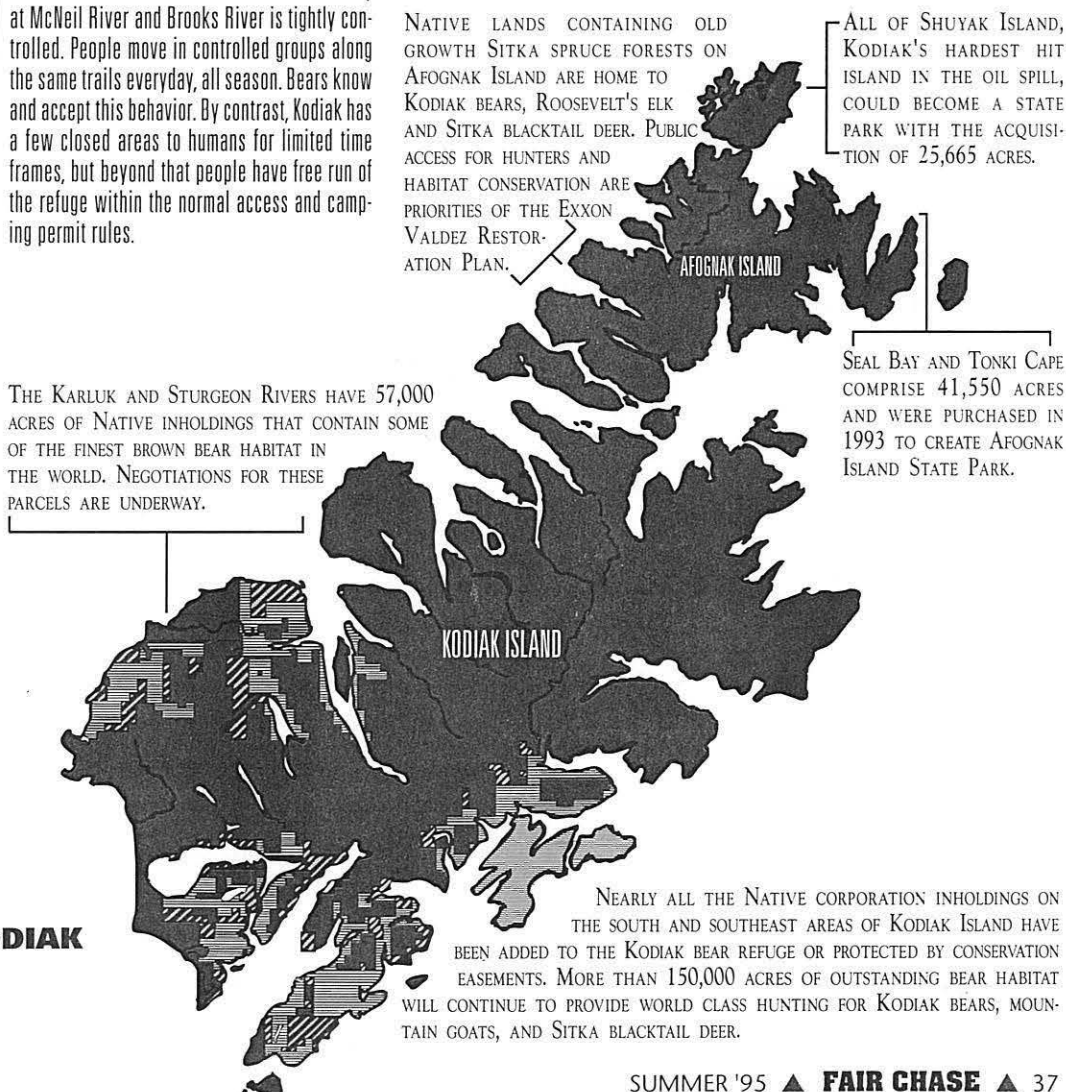 at McNeil River and Brooks River is tightly con-
trolled. People move in controlled groups along
the same trails everyday, all season. Bears know
and accept this behavior. By contrast, Kodiak has
a few closed areas to humans for limited time
frames, but beyond that people have free run of
the refuge within the normal access and camp-
ing permit rules.
NATIVE LANDS CONTAINING OLD
GROWTH SITKA SPRUCE FORESTS ON
AFOGNAK ISLAND ARE HOME TO
KODIAK BEARS, ROOSEVELT'S ELK
AND SITKA BLACKTAIL DEER. PUBLIC
ACCESS FOR HUNTERS AND
HABITAT CONSERVATION ARE
PRIORITIES OF THE EXXON
VALDEZ RESTOR-
ATION PLAN.
ALL OF SHUYAK ISLAND,
KODIAK'S HARDEST HIT
ISLAND IN THE OIL SPILL,
COULD BECOME A STATE
PARK WITH THE ACQUISI-
TION OF 25,665 ACRES.
AFOGNAK ISLAND
SEAL BAY AND TONKI CAPE
COMPRISE 41,550 ACRES
AND WERE PURCHASED IN
1993 TO CREATE AFOGNAK
ISLAND STATE PARK.
THE KARLUK AND STURGEON RIVERS HAVE 57,000
ACRES OF NATIVE INHOLDINGS THAT CONTAIN SOME
OF THE FINEST BROWN BEAR HABITAT IN
THE WORLD. NEGOTIATIONS FOR THESE
PARCELS ARE UNDERWAY.
KODIAK ISLAND
DIAK
NEARLY ALL THE NATIVE CORPORATION INHOLDINGS ON
THE SOUTH AND SOUTHEAST AREAS OF KODIAK ISLAND HAVE
BEEN ADDED TO THE KODIAK BEAR REFUGE OR PROTECTED BY CONSERVATION
EASEMENTS. MORE THAN 150,000 ACRES OF OUTSTANDING BEAR HABITAT
WILL CONTINUE TO PROVIDE WORLD CLASS HUNTING FOR KODIAK BEARS, MOUN-
TAIN GOATS, AND SITKA BLACKTAIL DEER.
SUMMER '95 ▲ FAIR CHASE ▲ 37